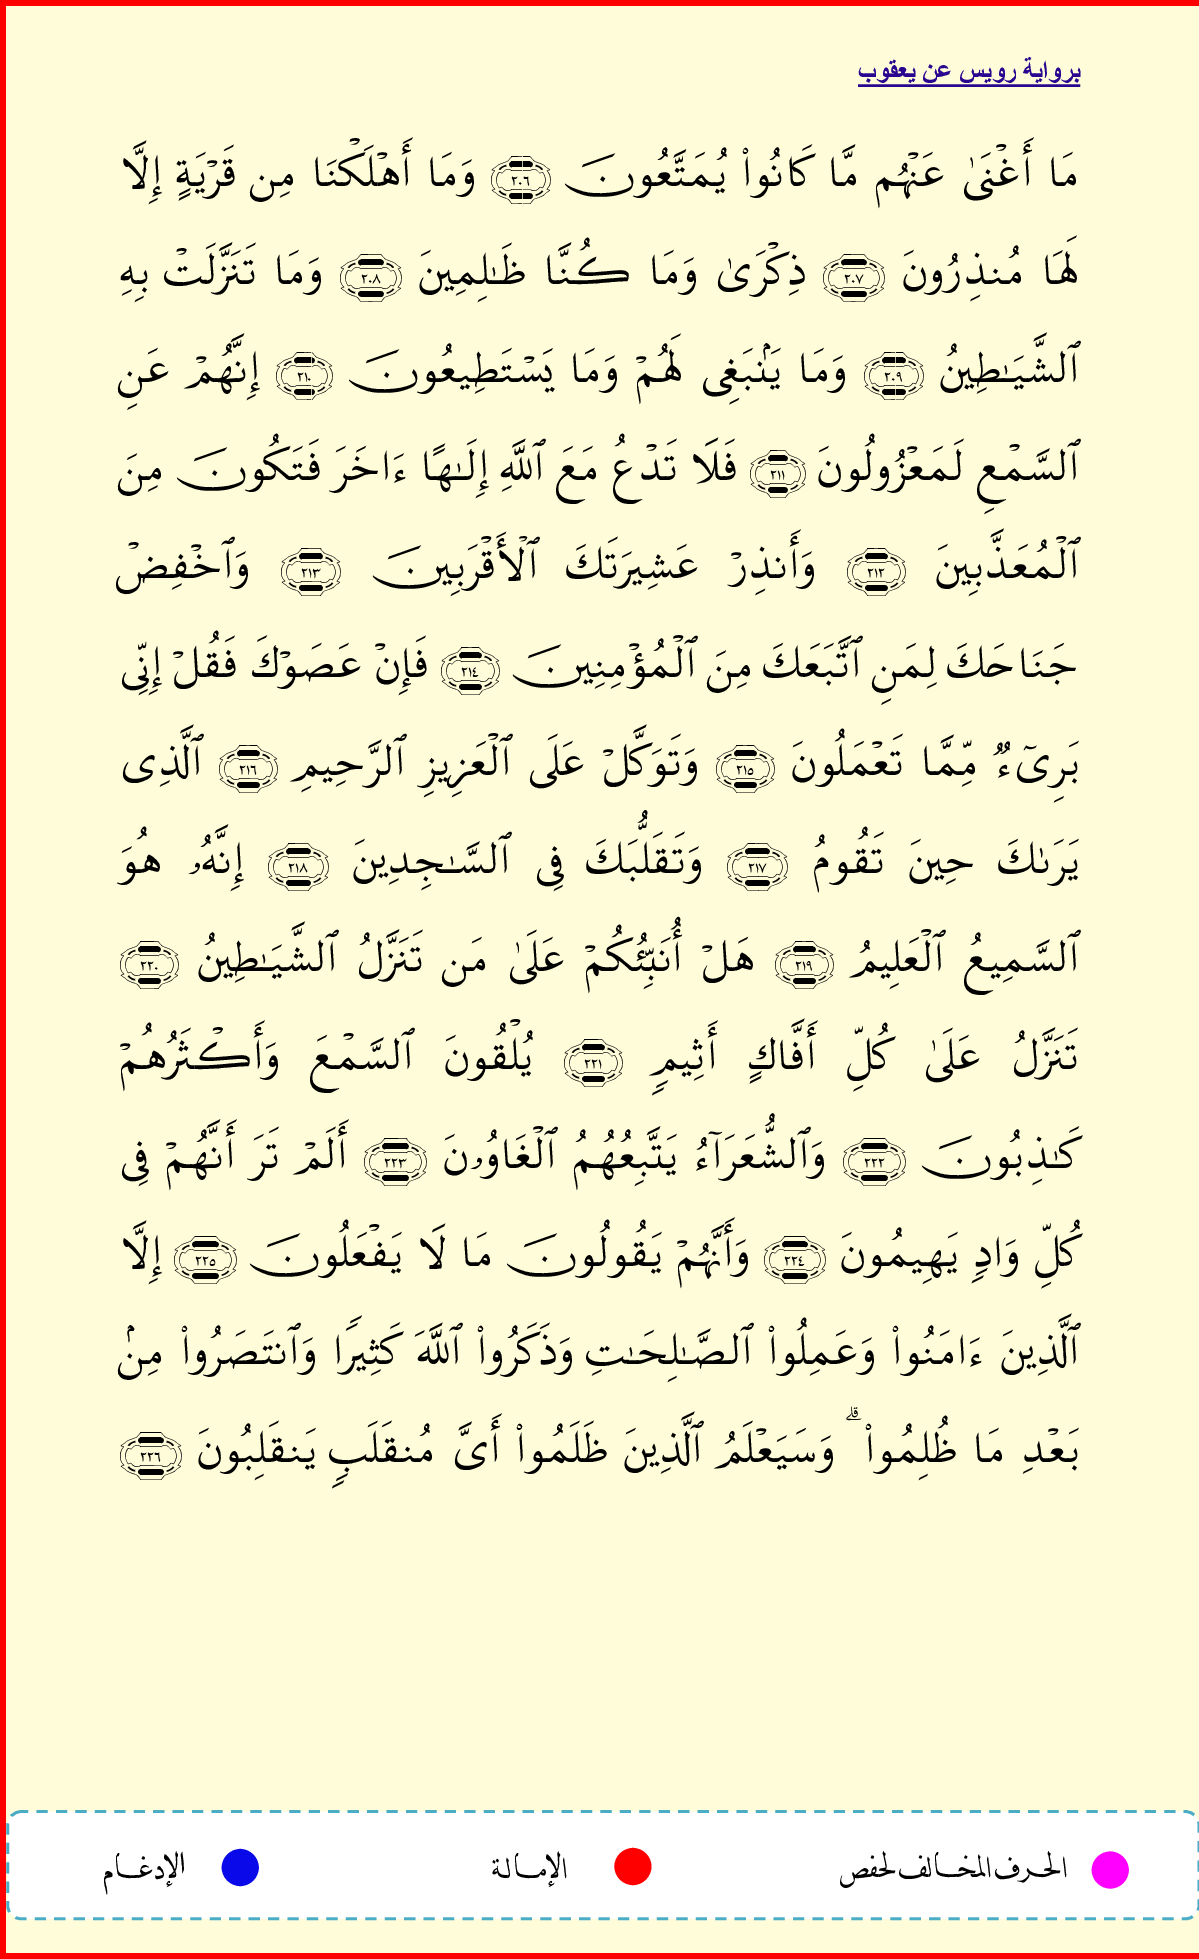 برواية رويس عن يعقوب
مَا أَغْنَىٰ عَنْهُم مَّا كَانُوا۟ يُمَتَّعُونَ ٢٠٦ وَمَا أَهْلَكْنَا مِن قَرْيَةٍ إِلَّا
لَهَا مُنذِرُونَ ٢٠٧ ذِكْرَىٰ وَمَا كُنَّا ظَـٰلِمِينَ ٢٠٨ وَمَا تَنَزَّلَتْ بِهِ
ٱلشَّيَـٰطِينُ ٢٠٩ وَمَا يَنۢبَغِى لَهُمْ وَمَا يَسْتَطِيعُونَ ٢١٠ إِنَّهُمْ عَنِ
ٱلسَّمْعِ لَمَعْزُولُونَ ٢١١ فَلَا تَدْعُ مَعَ ٱللَّهِ إِلَـٰهًا ءَاخَرَ فَتَكُونَ مِنَ
ٱلْمُعَذَّبِينَ ٢١٢ وَأَنذِرْ عَشِيرَتَكَ ٱلْأَقْرَبِينَ ٢١٣ وَٱخْفِضْ
جَنَاحَكَ لِمَنِ ٱتَّبَعَكَ مِنَ ٱلْمُؤْمِنِينَ ٢١٤ فَإِنْ عَصَوْكَ فَقُلْ إِنِّى
بَرِىٓءٌ مِّمَّا تَعْمَلُونَ ٢١٥ وَتَوَكَّلْ عَلَى ٱلْعَزِيزِ ٱلرَّحِيمِ ٢١٦ ٱلَّذِى
يَرَىٰكَ حِينَ تَقُومُ ٢١٧ وَتَقَلُّبَكَ فِى ٱلسَّـٰجِدِينَ ٢١٨ إِنَّهُۥ هُوَ
ٱلسَّمِيعُ ٱلْعَلِيمُ ٢١٩ هَلْ أُنَبِّئُكُمْ عَلَىٰ مَن تَنَزَّلُ ٱلشَّيَـٰطِينُ ٢٢٠
تَنَزَّلُ عَلَىٰ كُلِّ أَفَّاكٍ أَثِيمٍ ٢٢١ يُلْقُونَ ٱلسَّمْعَ وَأَكْثَرُهُمْ
كَـٰذِبُونَ ٢٢٢ وَٱلشُّعَرَآءُ يَتَّبِعُهُمُ ٱلْغَاوُۥنَ ٢٢٣ أَلَمْ تَرَ أَنَّهُمْ فِى
كُلِّ وَادٍ يَهِيمُونَ ٢٢٤ وَأَنَّهُمْ يَقُولُونَ مَا لَا يَفْعَلُونَ ٢٢٥ إِلَّا
ٱلَّذِينَ ءَامَنُوا۟ وَعَمِلُوا۟ ٱلصَّـٰلِحَـٰتِ وَذَكَرُوا۟ ٱللَّهَ كَثِيرًا وَٱنتَصَرُوا۟ مِنۢ
بَعْدِ مَا ظُلِمُوا۟ ۗ وَسَيَعْلَمُ ٱلَّذِينَ ظَلَمُوا۟ أَىَّ مُنقَلَبٍ يَنقَلِبُونَ ٢٢٦
الحرف المخالف لحفص الإمالة الإدغام